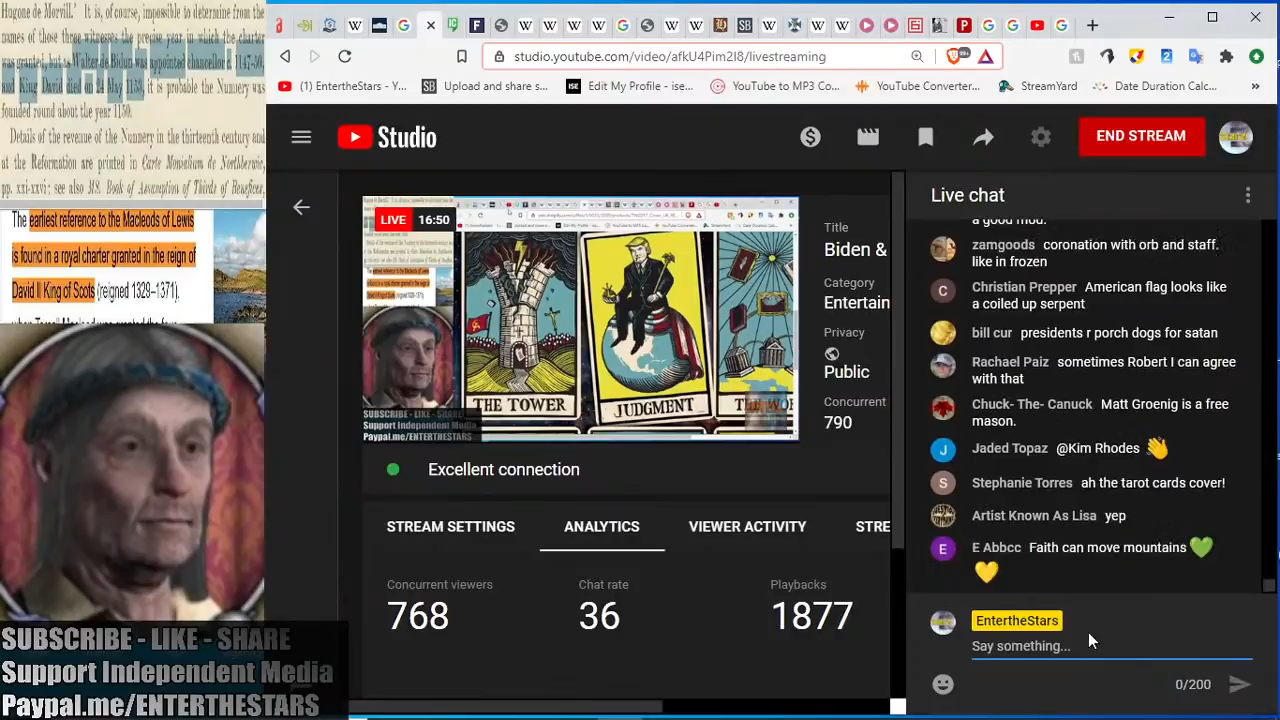 Hugone de Morvill.' It is, of course, impossible to determine from the
names of those three witnesses the precise year in which the charter
was granted, but as Walter de Bidun was appointed chancellor
and King David died on 24 May 1153, it is probable the Nunnery was
founded round about the year 1150.
Details of the revenue of the Nunnery in the thirteenth century and
at the Reformation are printed in Carte Monialium de Northberwic,
pp. xxi-xxvi; see also MS. Book of Assumption of Thirds of Benefices,
The earliest reference to the Macleods of Lewis
is found in a royal charter granted in the reign of
David II King of Scots (reigned 1329–1371).
SUBSCRIBE - LIKE - SHARE
Support Independent Media
Paypal.me/ENTERTHESTARS
studio.youtube.com/video/afkU4Pim2I8/livestreaming
99+
(1) EntertheStars - Y...
Upload and share s...
Edit My Profile - ise...
YouTube to MP3 Co...
YouTube Converter...
StreamYard
Date Duration Calc...
»
Studio
END STREAM
LIVE 16:50
THE TOWER
JUDGMENT
THE WO
SUBSCRIBE - LIKE - SHARE
Support Independent Media
Paypal.me/ENTERTHESTARS
Title
Biden &
Category
Entertain
Privacy
Public
Concurrent
790
Excellent connection
STREAM SETTINGS
ANALYTICS
VIEWER ACTIVITY
STRE
Concurrent viewers
768
Chat rate
36
Playbacks
1877
Live chat
a good mod.
zamgoods coronation with orb and staff.
like in frozen
Christian Prepper American flag looks like
a coiled up serpent
bill cur presidents r porch dogs for satan
Rachael Paiz sometimes Robert I can agree
with that
Chuck- The- Canuck Matt Groenig is a free
mason.
Jaded Topaz @Kim Rhodes
Stephanie Torres ah the tarot cards cover!
Artist Known As Lisa yep
E Abbcc Faith can move mountains
EntertheStars
Say something...
0/200